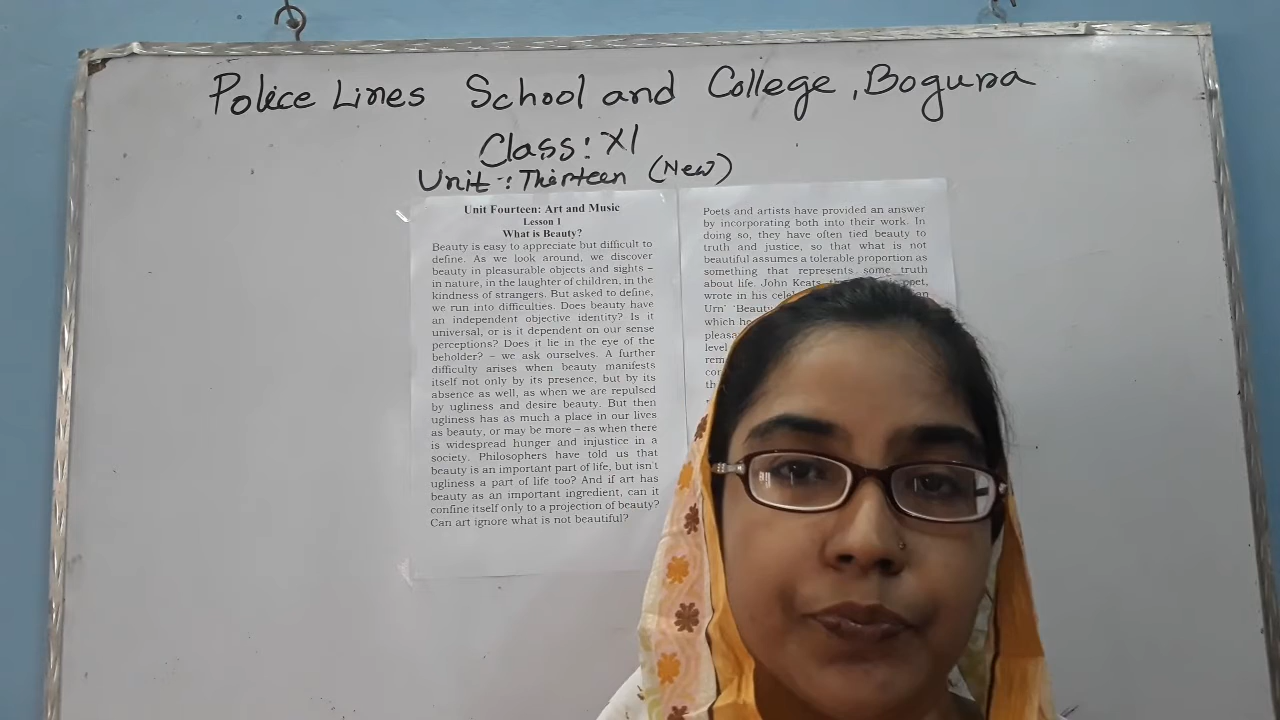 Police Lines School and College, Bogura
Class: XI
Unit: Thirteen (New)
Unit Fourteen: Art and Music
Lesson 1
What is Beauty?
Beauty is easy to appreciate but difficult to
define. As we look around, we discover
beauty in pleasurable objects and sights –
in nature, in the laughter of children, in the
kindness of strangers. But asked to define,
we run into difficulties. Does beauty have
an independent objective identity? Is it
universal, or is it dependent on our sense
perceptions? Does it lie in the eye of the
beholder? – we ask ourselves. A further
difficulty arises when beauty manifests
itself not only by its presence, but by its
absence as well, as when we are repulsed
by ugliness and desire beauty. But then
ugliness has as much a place in our lives
as beauty, or may be more – as when there
is widespread hunger and injustice in a
society. Philosophers have told us that
beauty is an important part of life, but isn't
ugliness a part of life too? And if art has
beauty as an important ingredient, can it
confine itself only to a projection of beauty?
Can art ignore what is not beautiful?
Poets and artists have provided an answer
by incorporating both into their work. In
doing so, they have often tied beauty to
truth and justice, so that what is not
beautiful assumes a tolerable proportion as
something that represents some truth
about life. John Keats, poet,
wrote in his
Urn' 'Beauty
which he
level